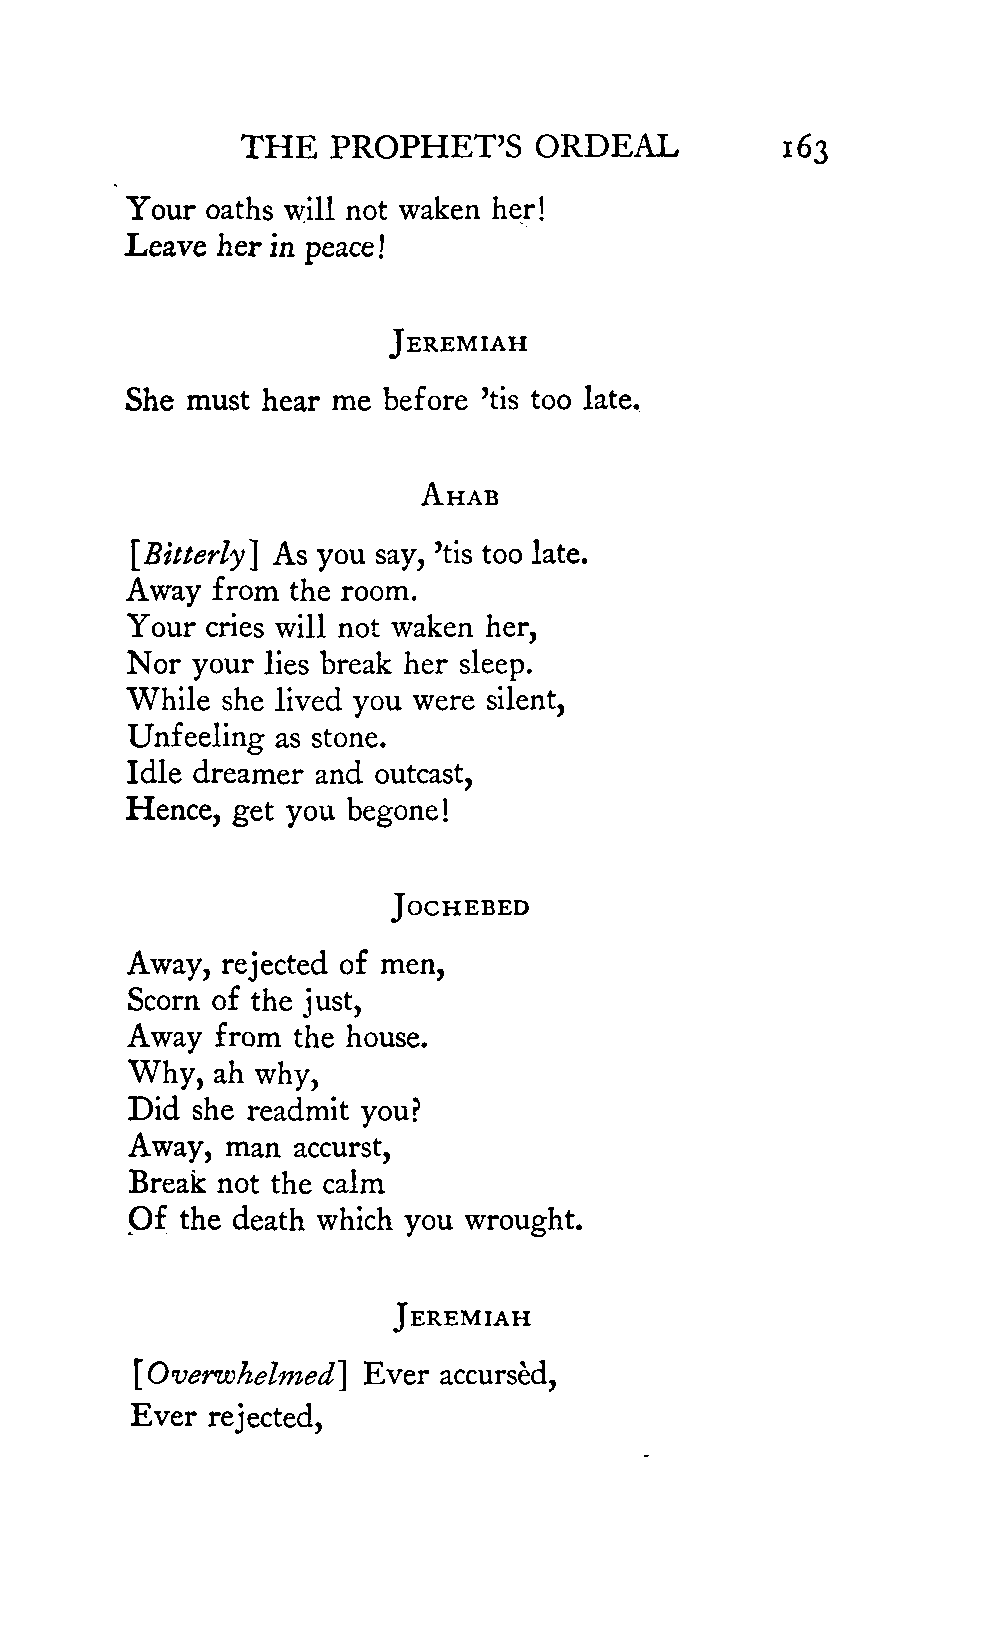 THE PROPHET'S ORDEAL 163
Your oaths will not waken her!
Leave her in peace!
JEREMIAH
She must hear me before 'tis too late.
AHAB
[Bitterly] As you say, 'tis too late.
Away from the room.
Your cries will not waken her,
Nor your lies break her sleep.
While she lived you were silent,
Unfeeling as stone.
Idle dreamer and outcast,
Hence, get you begone!
JOCHEBED
Away, rejected of men,
Scorn of the just,
Away from the house.
Why, ah why,
Did she readmit you?
Away, man accurst,
Break not the calm
Of the death which you wrought.
JEREMIAH
[Overwhelmed] Ever accursèd,
Ever rejected,